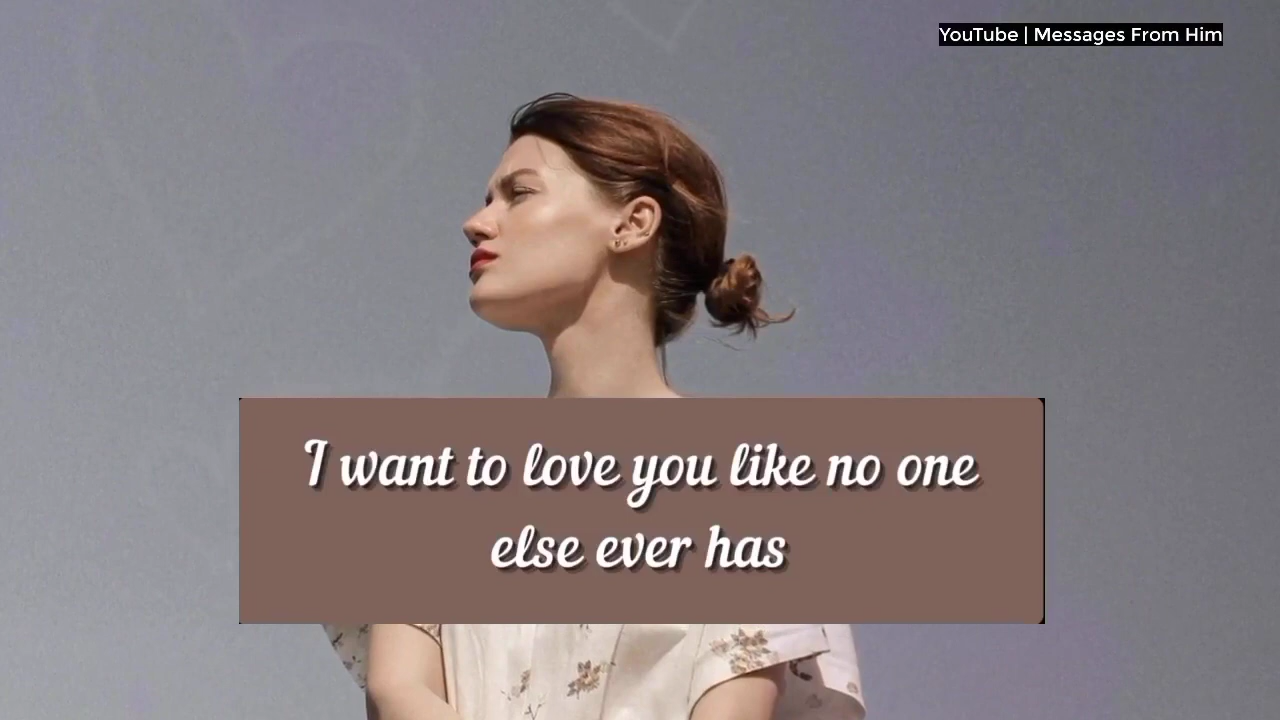 YouTube | Messages From Him
I want to love you like no one
else ever has